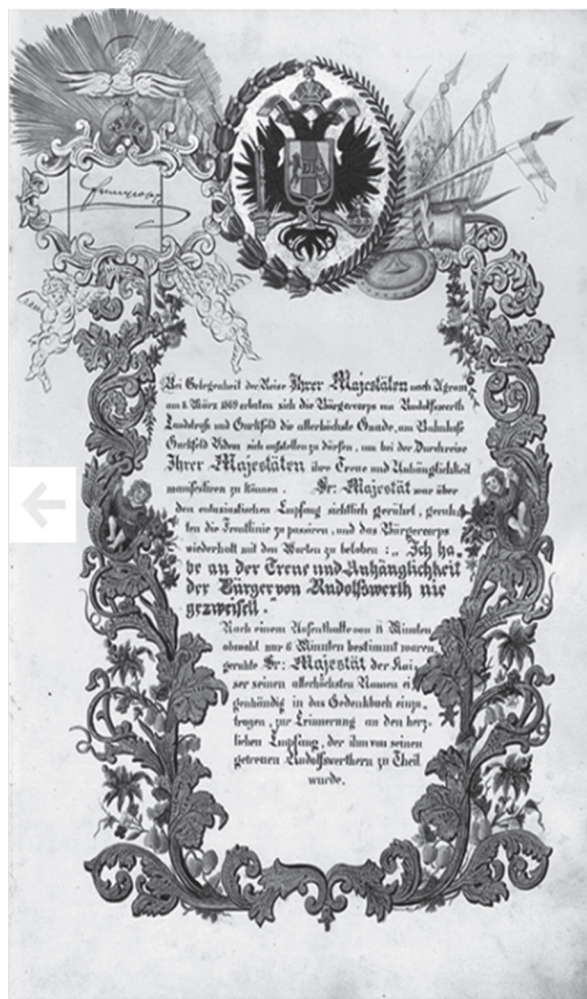 Bei Gelegenheit der Reise Ihrer Majestäten nach Agram
am 8. März 1869 erbaten sich die Bürgercorps von Rudolfswerth
Landstraß und Gurkfeld die allerhöchste Gnade, am Bahnhofe
Gurkfeld Videm sich aufstellen zu dürfen, um bei der Durchreise
Ihrer Majestäten ihre Treue und Anhänglichkeit
manifestiren zu können. Sr: Majestät war über
den entusiastischen Empfang sichtlich gerührt, geruh-
ten die Frontlinie zu passiren, und das Bürgercorps
wiederholt mit den Worten zu beloben: „Ich ha-
be an der Treue und Anhänglichkeit
der Bürger von Rudolfswerth nie
gezweifelt.“
Nach einem Aufenthalte von 11 Minuten
obwohl nur 6 Minuten bestimmt waren,
geruhte Sr: Majestät der Kai-
ser seinen allerhöchsten Namen ei-
genhändig in das Gedenkbuch einzu-
tragen, zur Erinnerung an den herz-
lichen Empfang, der ihm von seinen
getreuen Rudolfswerthern zu Theil
wurde.